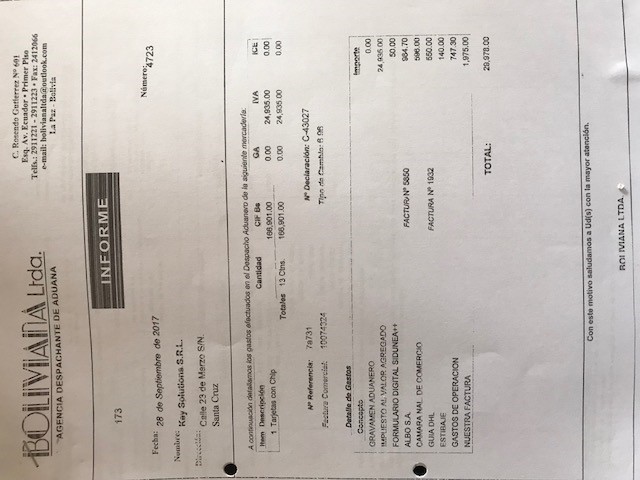 BOLIVIANA Ltda.
AGENCIA DESPACHANTE DE ADUANA
C. Rosendo Gutierrez Nº 601
Esq. Av. Ecuador • Primer Piso
Telfs.: 2911221 - 2911223 • Fax: 2412066
e-mail: bolivianaltda@outlook.com
La Paz - Bolivia
INFORME
173
Número: 4723
Fecha: 28 de Septiembre de 2017
Nombre: Key Solutions S.R.L.
Dirección: Calle 23 de Marzo S/N.
Santa Cruz
A continuación detallamos los gastos efectuados en el Despacho Aduanero de la siguiente mercadería:
Item Descripción Cantidad CIF Bs GA IVA ICE
1 Tarjetas con Chip 166,901.00 0.00 24,935.00 0.00
Totales 13 Ctns. 166,901.00 0.00 24,935.00 0.00
Nº Referencia: 7a731 Nº Declaración: C-43027
Factura Comercial: 10074324 Tipo de Cambio: 6.96
Detalle de Gastos
Concepto Importe
GRAVAMEN ADUANERO 0.00
IMPUESTO AL VALOR AGREGADO 24,935.00
FORMULARIO DIGITAL SIDUNEA++ 50.00
ALBO S.A. FACTURA Nº 5850 984.70
CAMARA NAL. DE COMERCIO 596.00
GUIA DHL FACTURA Nº 1932 550.00
ESTIBAJE 140.00
GASTOS DE OPERACION 747.30
NUESTRA FACTURA 1,975.00
TOTAL: 29,978.00
Con este motivo saludamos a Ud(s) con la mayor atención.
BOLIVIANA LTDA.